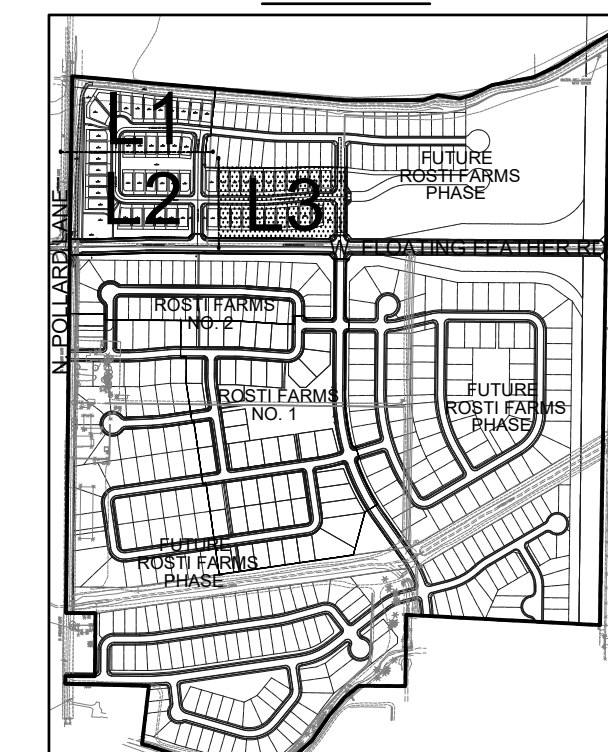 L1
FUTURE
ROSTI FARMS
PHASE
L2
L3
N. POLLARD LANE
FLOATING FEATHER RD
ROSTI FARMS
NO. 2
ROSTI FARMS
NO. 1
FUTURE
ROSTI FARMS
PHASE
FUTURE
ROSTI FARMS
PHASE